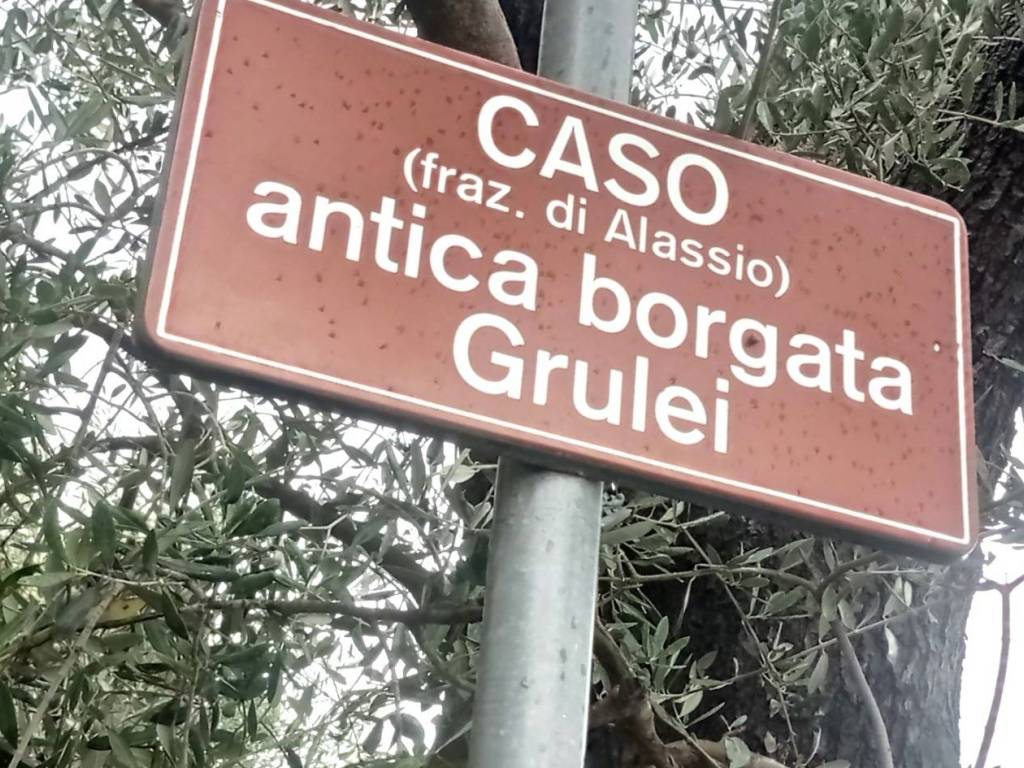 CASO
(fraz. di Alassio)
antica borgata
Grulei